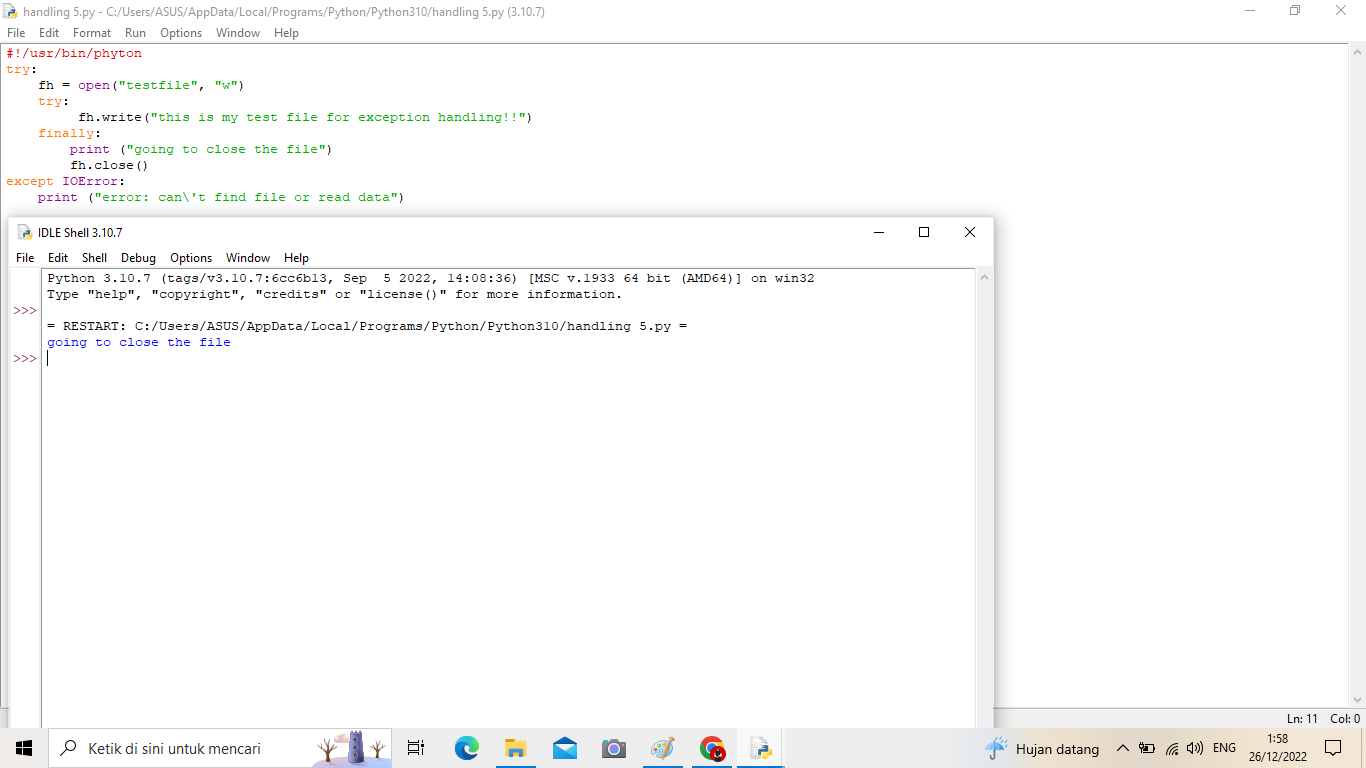 handling 5.py - C:/Users/ASUS/AppData/Local/Programs/Python/Python310/handling 5.py (3.10.7)
File Edit Format Run Options Window Help
#!/usr/bin/phyton
try:
    fh = open("testfile", "w")
    try:
         fh.write("this is my test file for exception handling!!")
    finally:
        print ("going to close the file")
        fh.close()
except IOError:
    print ("error: can\'t find file or read data")
IDLE Shell 3.10.7
File Edit Shell Debug Options Window Help
Python 3.10.7 (tags/v3.10.7:6cc6b13, Sep  5 2022, 14:08:36) [MSC v.1933 64 bit (AMD64)] on win32
Type "help", "copyright", "credits" or "license()" for more information.
>>>
= RESTART: C:/Users/ASUS/AppData/Local/Programs/Python/Python310/handling 5.py =
going to close the file
>>>
Ln: 11 Col: 0
Ketik di sini untuk mencari
Hujan datang
ENG
1:58
26/12/2022